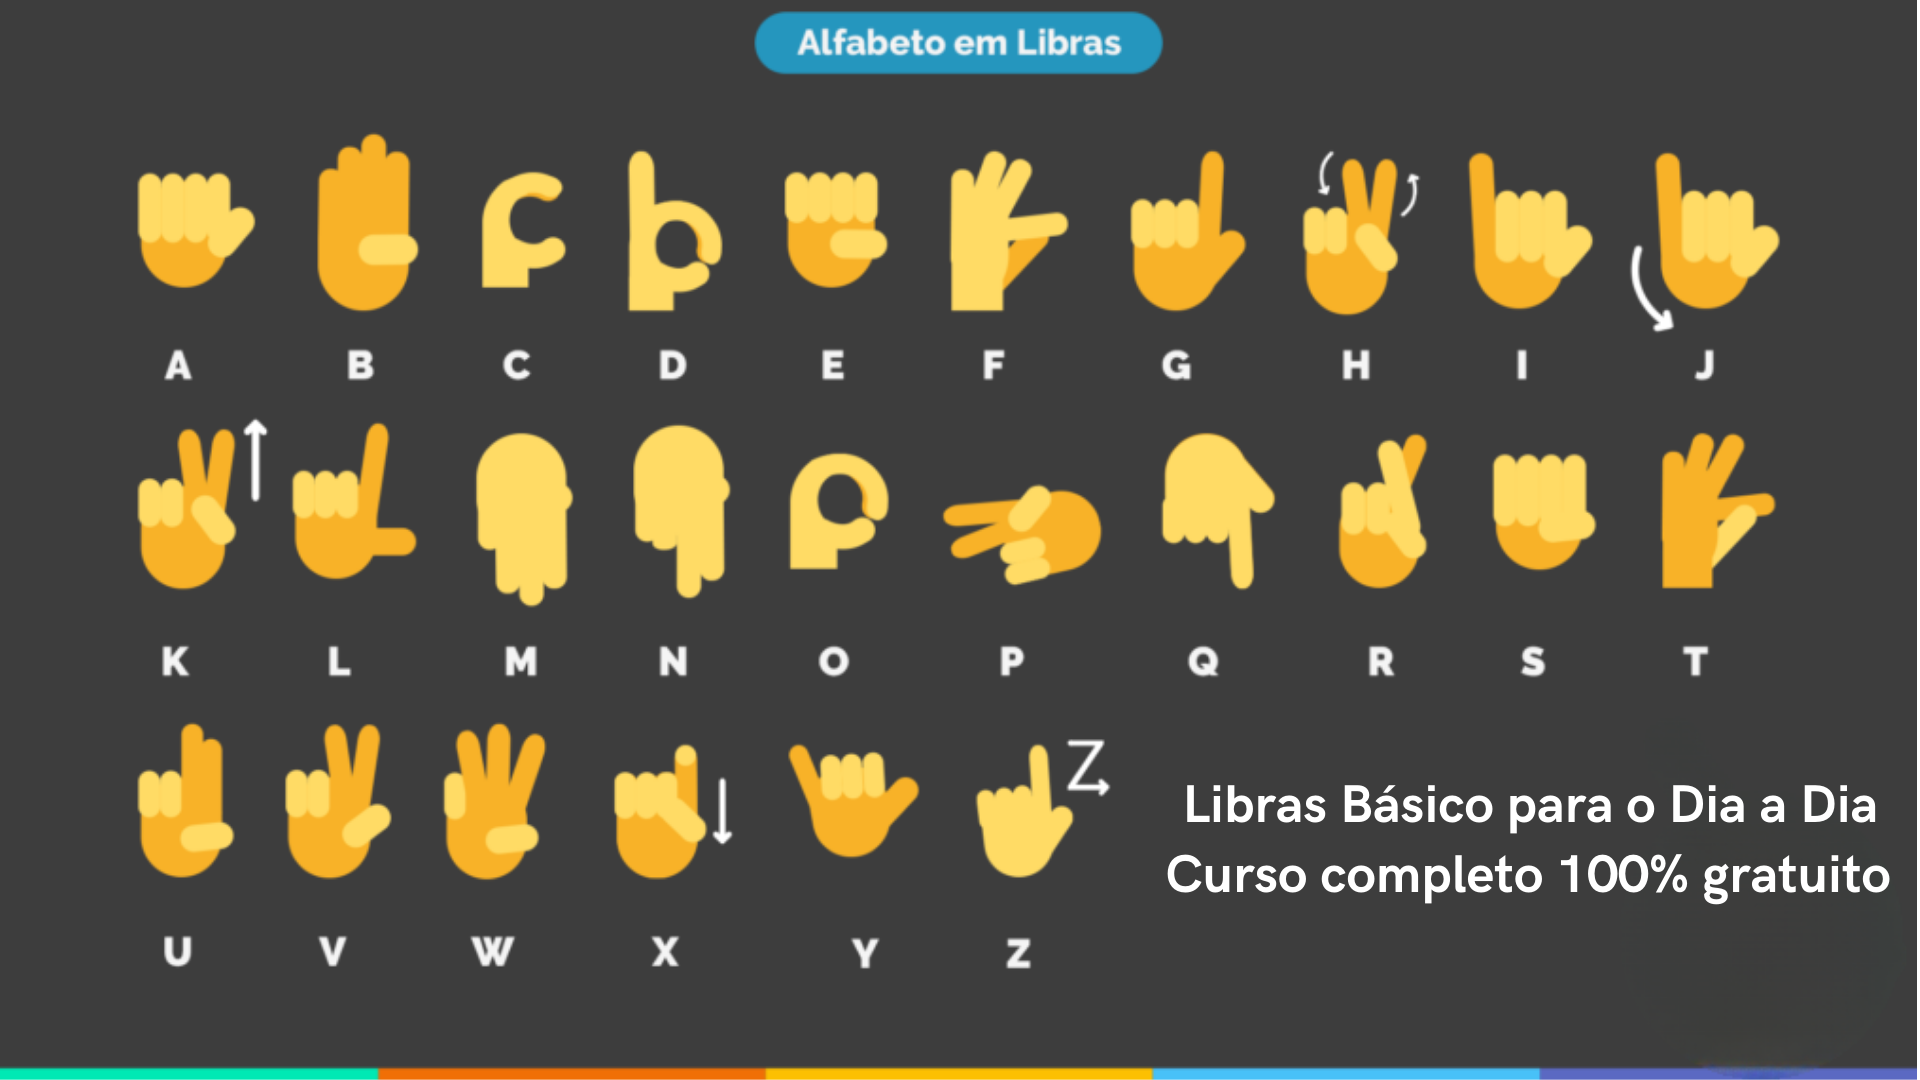 Alfabeto em Libras
A B C D E F G H I J
K L M N O P Q R S T
Z
Libras Básico para o Dia a Dia
Curso completo 100% gratuito
U V W X Y Z